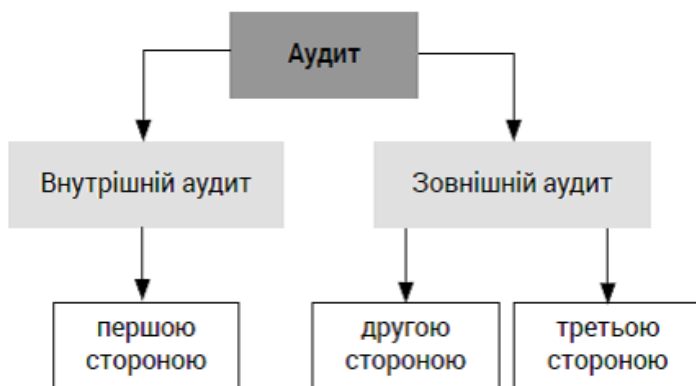 Аудит
Внутрішній аудит
Зовнішній аудит
першою
стороною
другою
стороною
третьою
стороною